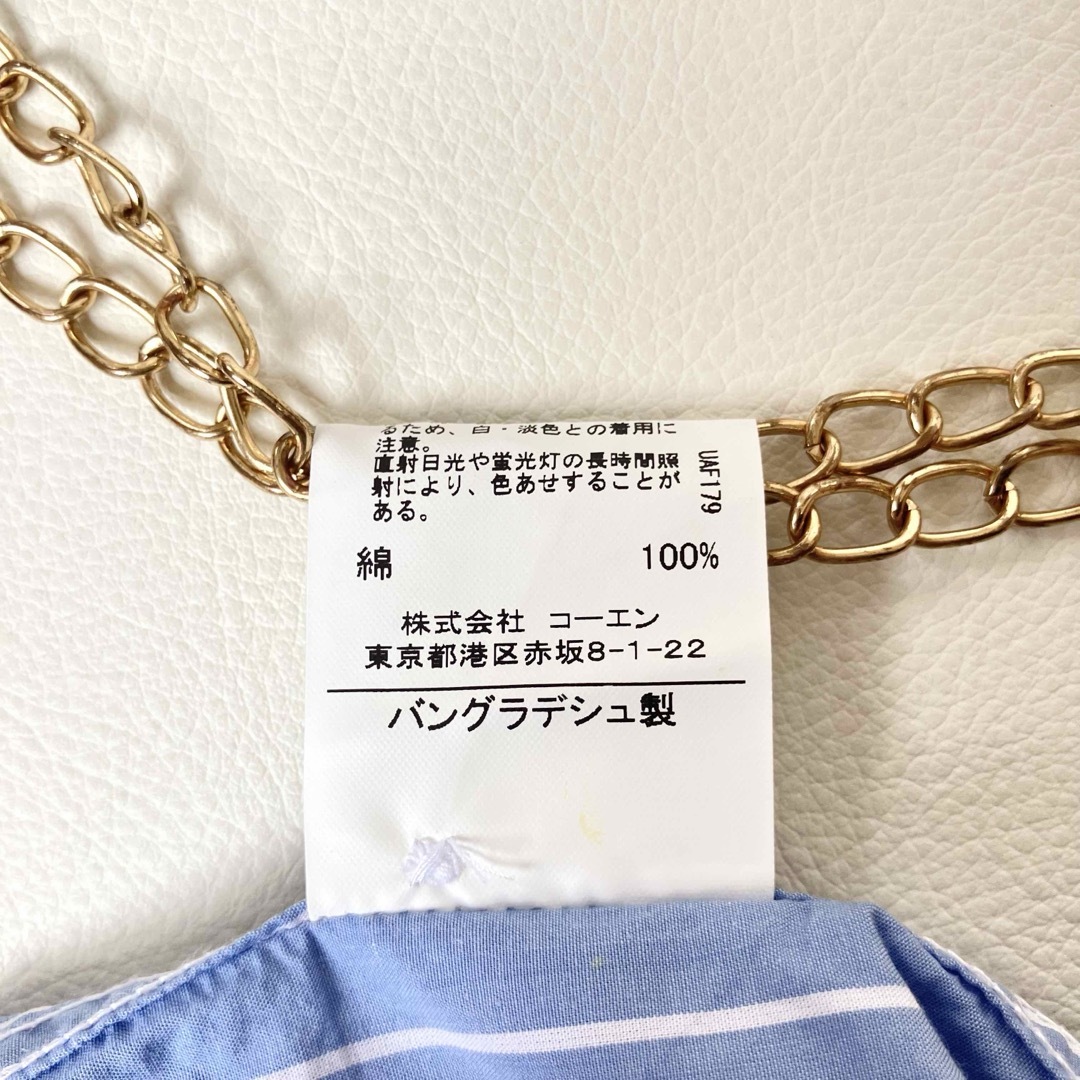 るため、白・淡色との着用に
注意。
直射日光や蛍光灯の長時間照
射により、色あせすることが
ある。
UAF179
綿 100%
株式会社 コーエン
東京都港区赤坂8-1-22
バングラデシュ製